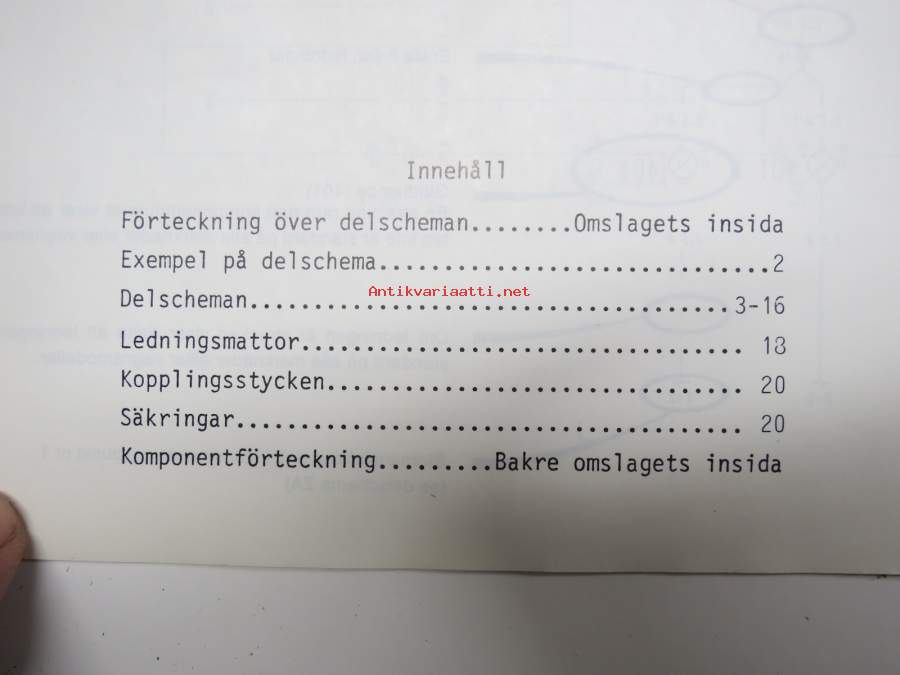 Innehåll
Förteckning över delscheman........Omslagets insida
Exempel på delschema...............................2
Antikvariaatti.net
Delscheman......................................3-16
Ledningsmattor................................... 18
Kopplingsstycken................................. 20
Säkringar........................................ 20
Komponentförteckning.........Bakre omslagets insida